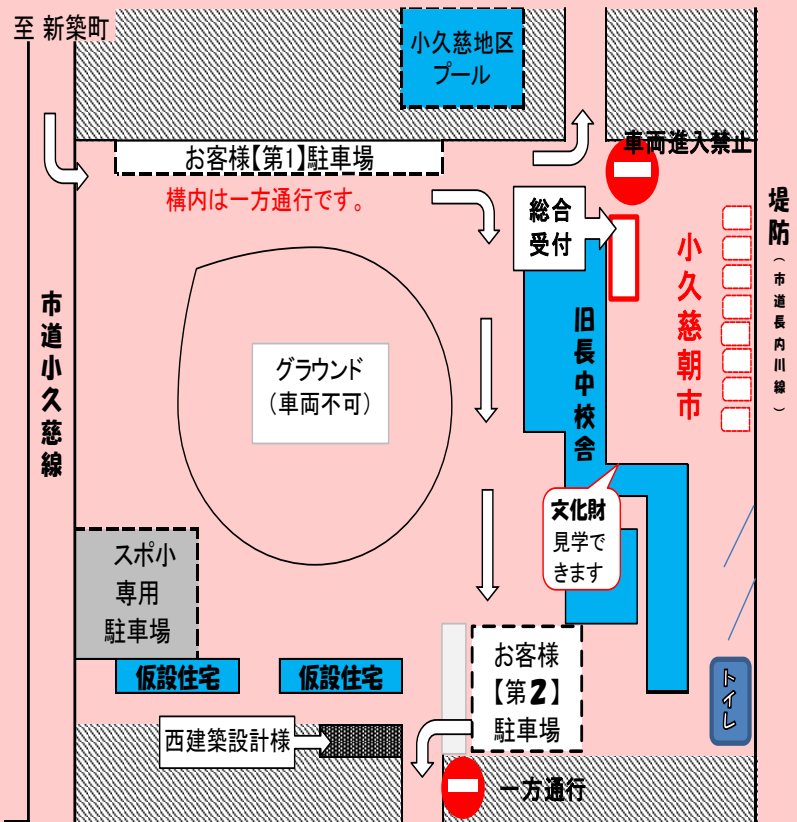 至 新築町
小久慈地区
プール
お客様【第1】駐車場
構内は一方通行です。
車両進入禁止
総合
受付
堤防（市道長内川線）
小久慈朝市
旧長中校舎
市道小久慈線
グラウンド
（車両不可）
文化財
見学で
きます
スポ小
専用
駐車場
仮設住宅
仮設住宅
お客様
【第2】
駐車場
トイレ
西建築設計様
一方通行